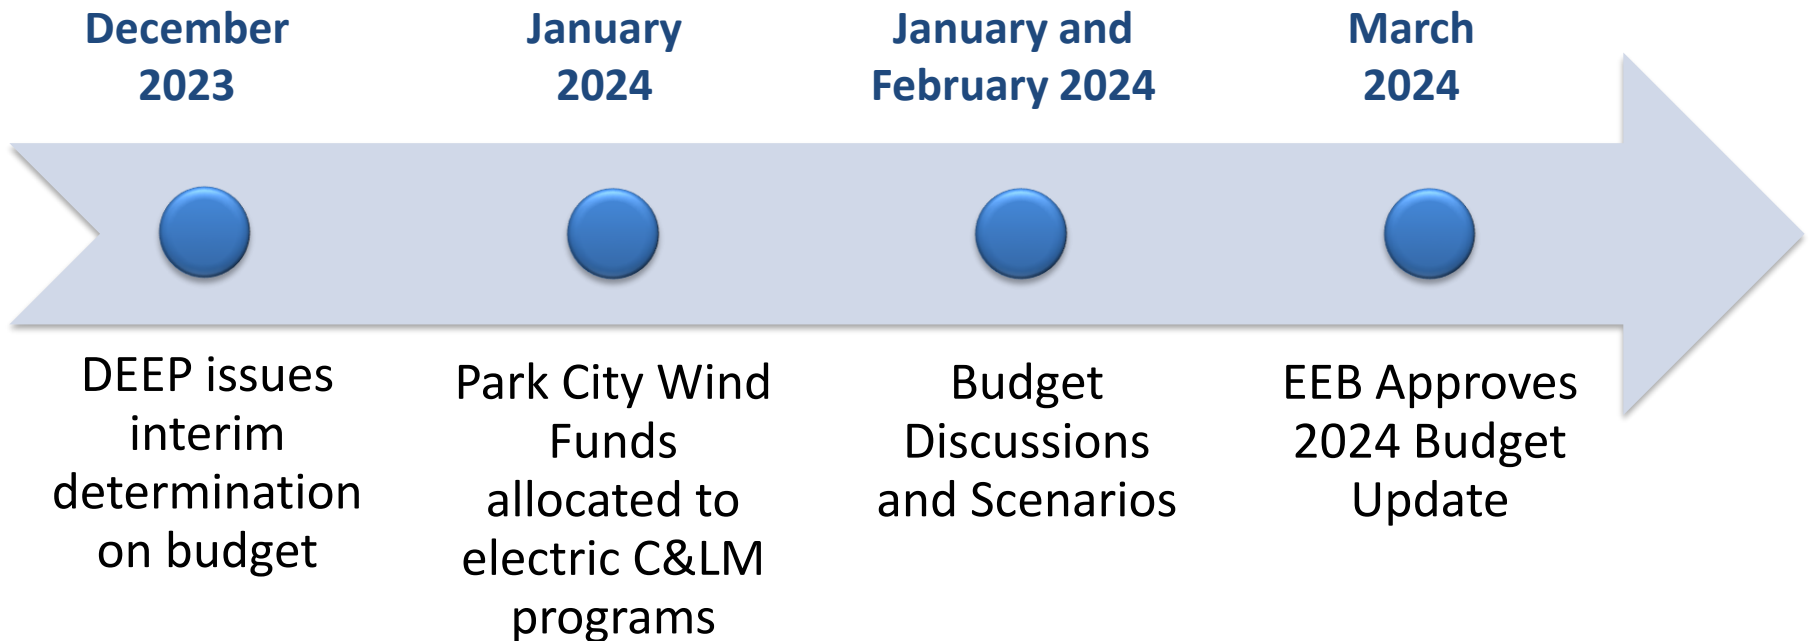 December
2023
DEEP issues
interim
determination
on budget
January
2024
Park City Wind
Funds
allocated to
electric C&LM
programs
January and
February 2024
Budget
Discussions
and Scenarios
March
2024
EEB Approves
2024 Budget
Update